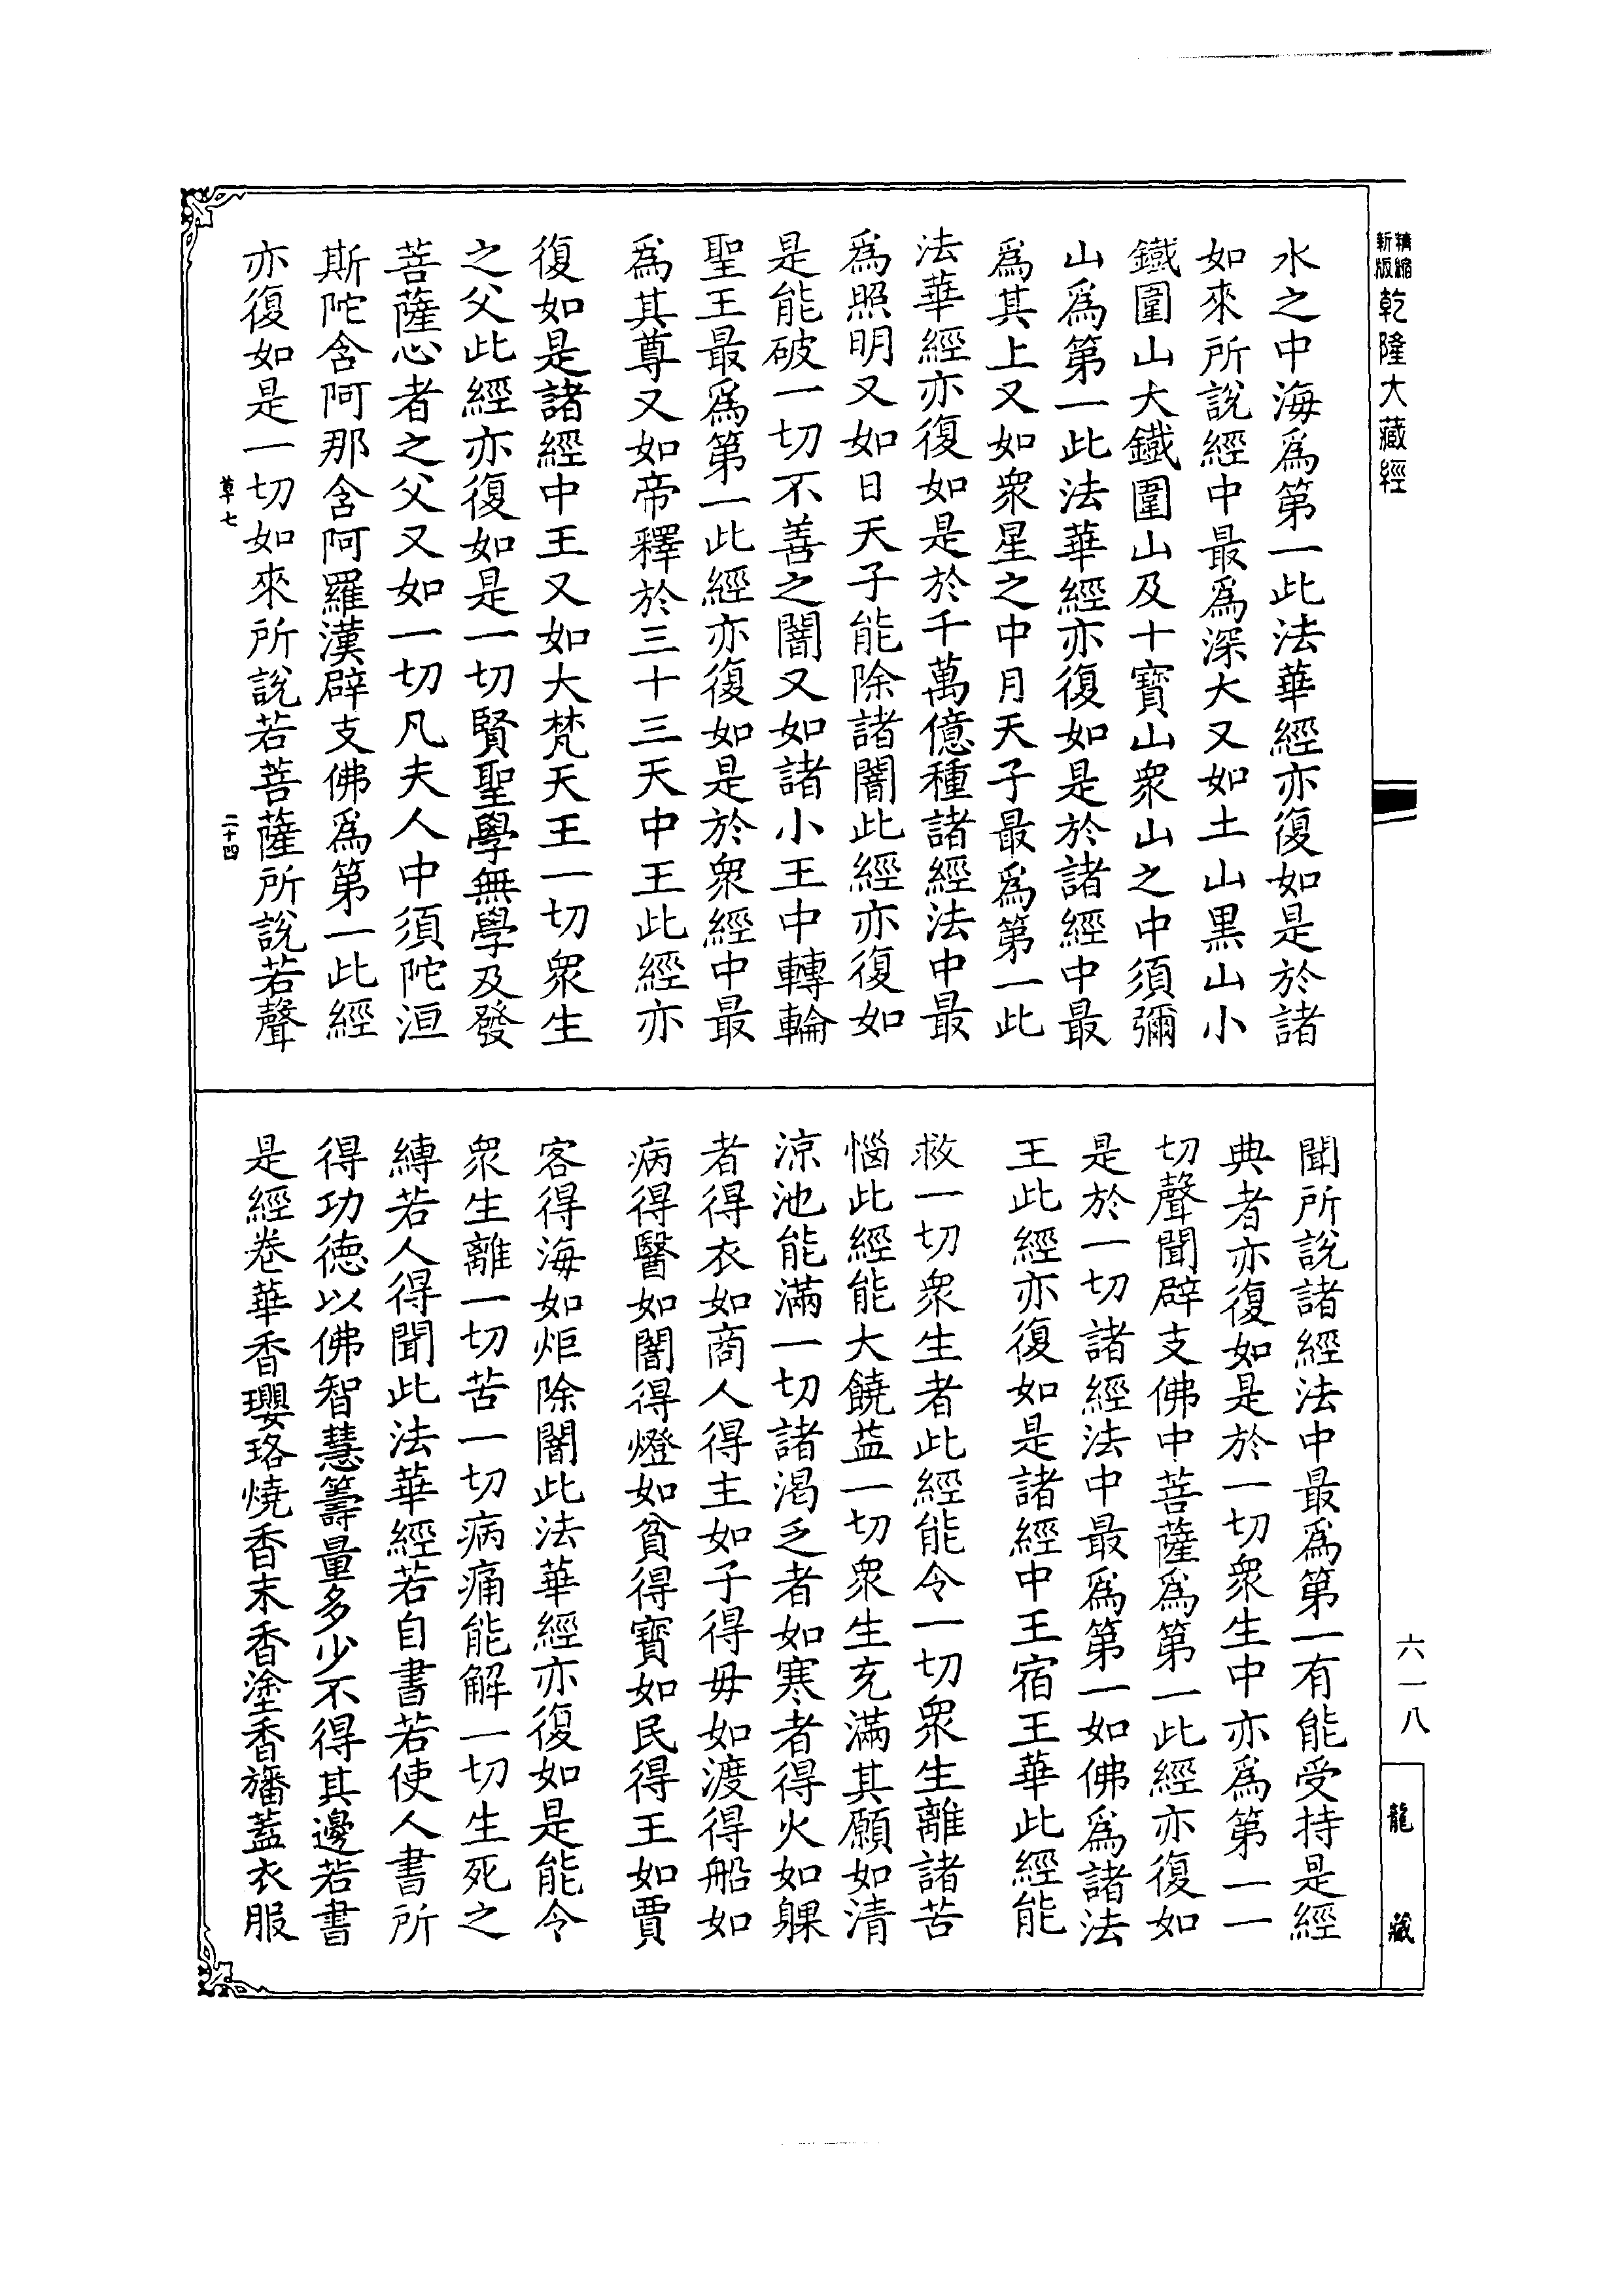 精縮
新版
乾隆大藏經
水之中海爲第一此法華經亦復如是於諸
如來所說經中最爲深大又如土山黑山小
鐵圍山大鐵圍山及十寶山衆山之中須彌
山爲第一此法華經亦復如是於諸經中最
爲其上又如衆星之中月天子最爲第一此
法華經亦復如是於千萬億種諸經法中最
爲照明又如日天子能除諸闇此經亦復如
是能破一切不善之闇又如諸小王中轉輪
聖王最爲第一此經亦復如是於衆經中最
爲其尊又如帝釋於三十三天中王此經亦
復如是諸經中王又如大梵天王一切衆生
之父此經亦復如是一切賢聖學無學及發
菩薩心者之父又如一切凡夫人中須陀洹
斯陀含阿那含阿羅漢辟支佛爲第一此經
亦復如是一切如來所說若菩薩所說若聲
草七
二十四
聞所說諸經法中最爲第一有能受持是經
典者亦復如是於一切衆生中亦爲第一一
切聲聞辟支佛中菩薩爲第一此經亦復如
是於一切諸經法中最爲第一如佛爲諸法
王此經亦復如是諸經中王宿王華此經能
救一切衆生者此經能令一切衆生離諸苦
惱此經能大饒益一切衆生充滿其願如清
涼池能滿一切諸渴乏者如寒者得火如躶
者得衣如商人得主如子得母如渡得船如
病得醫如闇得燈如貧得寶如民得王如賈
客得海如炬除闇此法華經亦復如是能令
衆生離一切苦一切病痛能解一切生死之
縛若人得聞此法華經若自書若使人書所
得功德以佛智慧籌量多少不得其邊若書
是經卷華香瓔珞燒香末香塗香旛蓋衣服
六一八
龍藏